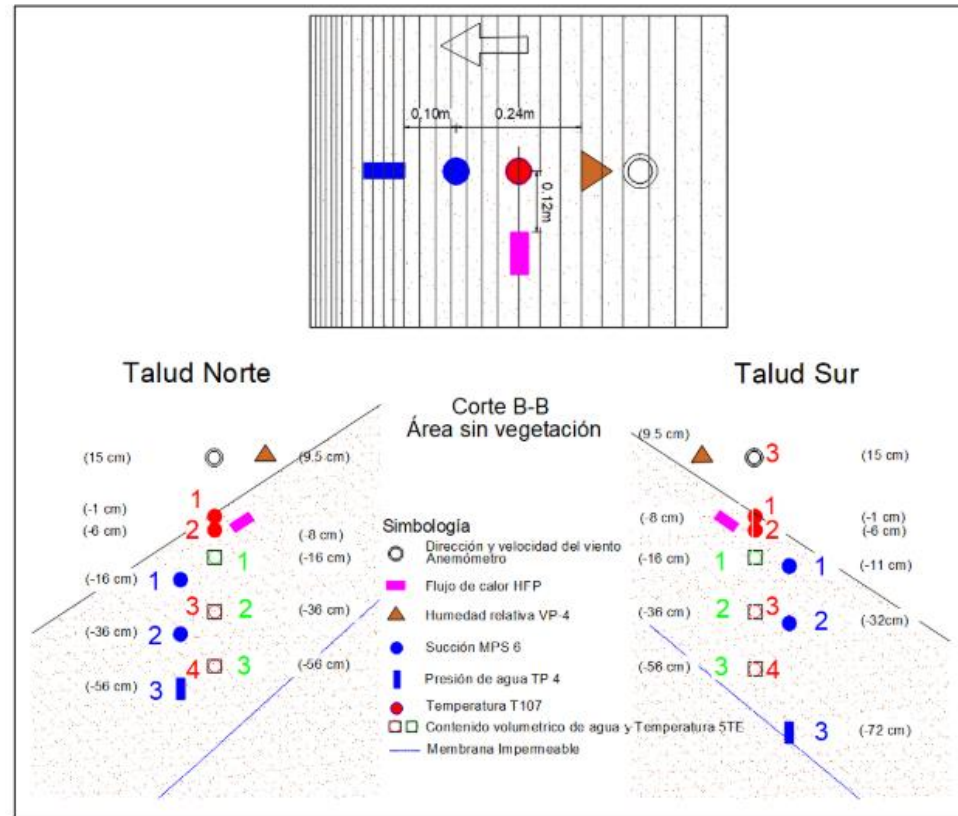 0.10m
0.24m
0.12m
Talud Norte
Talud Sur
Corte B-B
Área sin vegetación
(15 cm)
(9.5 cm)
(-1 cm)
1
(-6 cm)
2
(-8 cm)
(-16 cm)
1
(-16 cm)
1
3
2
(-36 cm)
(-36 cm)
2
4
3
(-56 cm)
(-56 cm)
3
Simbología
Dirección y velocidad del viento
Anemómetro
Flujo de calor HFP
Humedad relativa VP-4
Succión MPS 6
Presión de agua TP 4
Temperatura T107
Contenido volumetrico de agua y Temperatura 5TE
Membrana Impermeable
(9.5 cm)
3
(15 cm)
1
(-1 cm)
(-8 cm)
2
(-6 cm)
(-16 cm)
1
1
(-11 cm)
(-36 cm)
2
3
2
(-32cm)
(-56 cm)
3
4
3
(-72 cm)